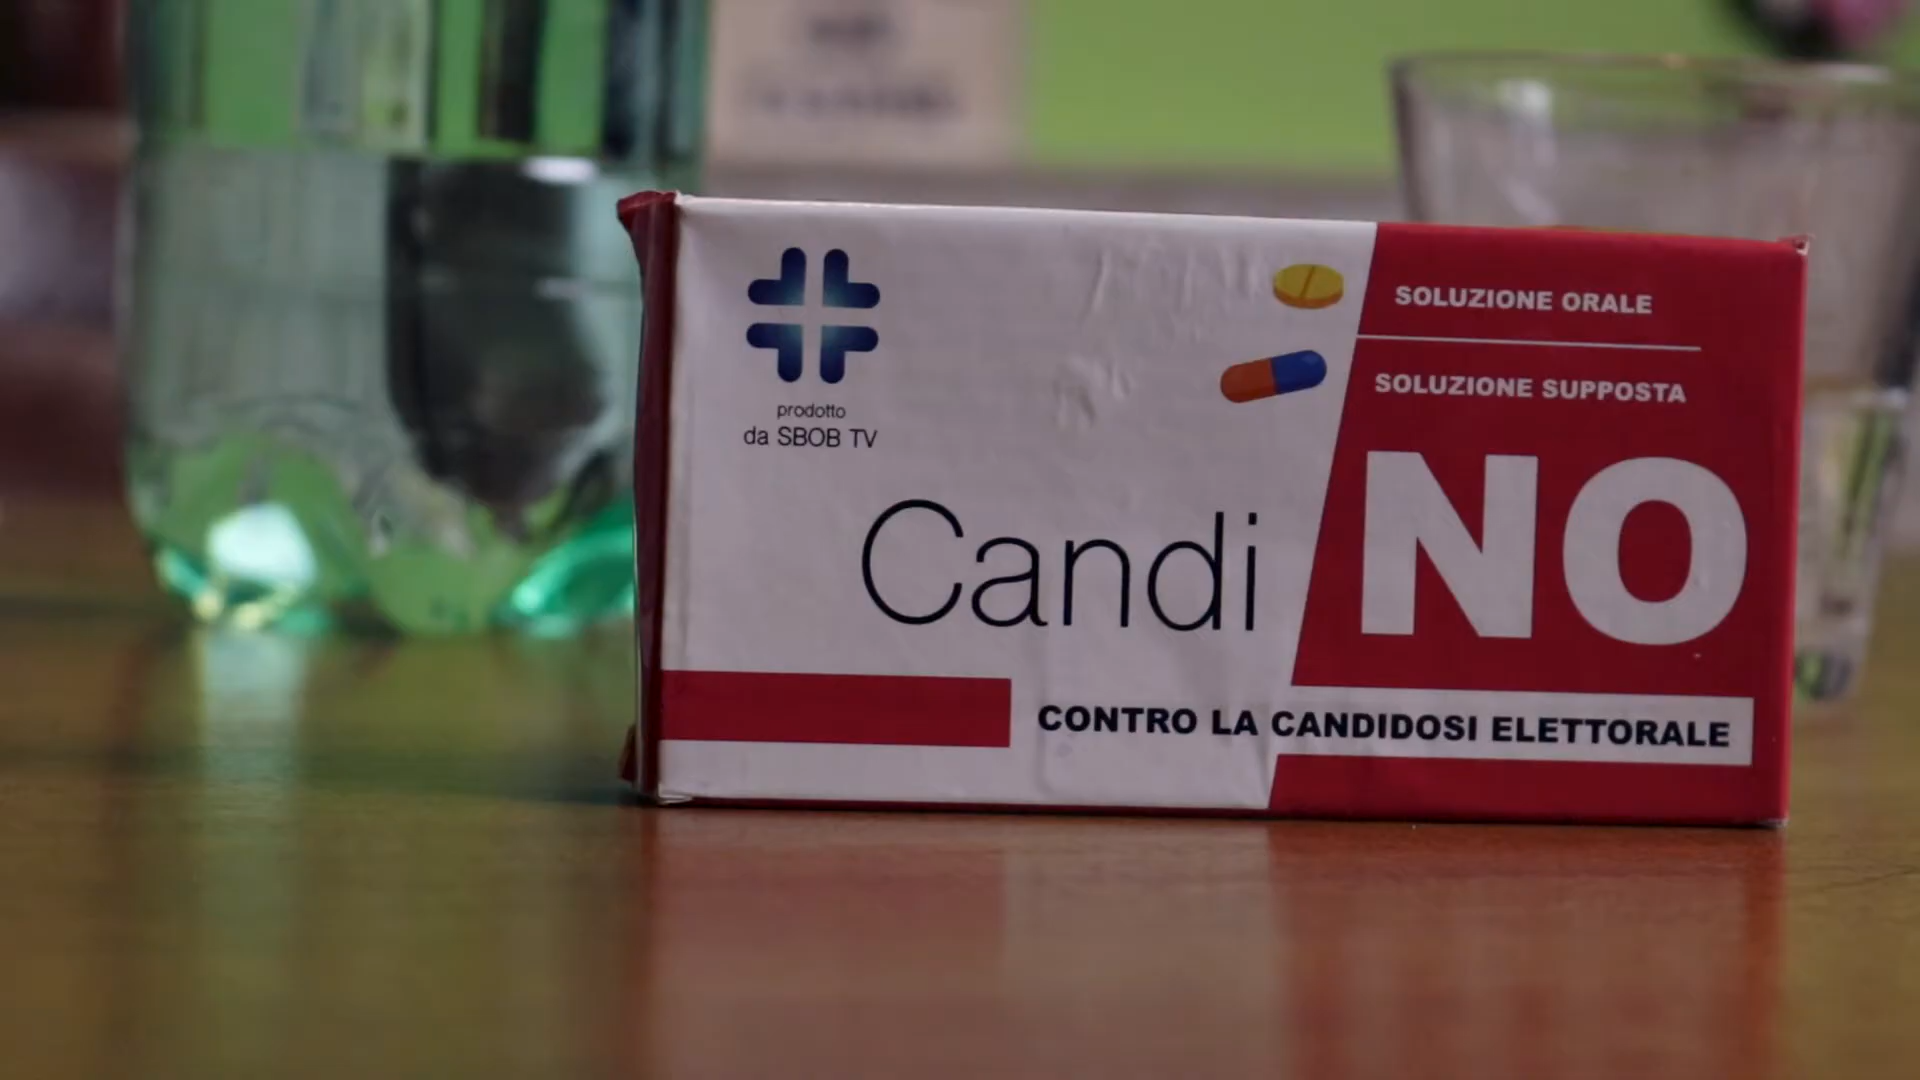 SOLUZIONE ORALE
SOLUZIONE SUPPOSTA
prodotto
da SBOB TV
Candi NO
CONTRO LA CANDIDOSI ELETTORALE